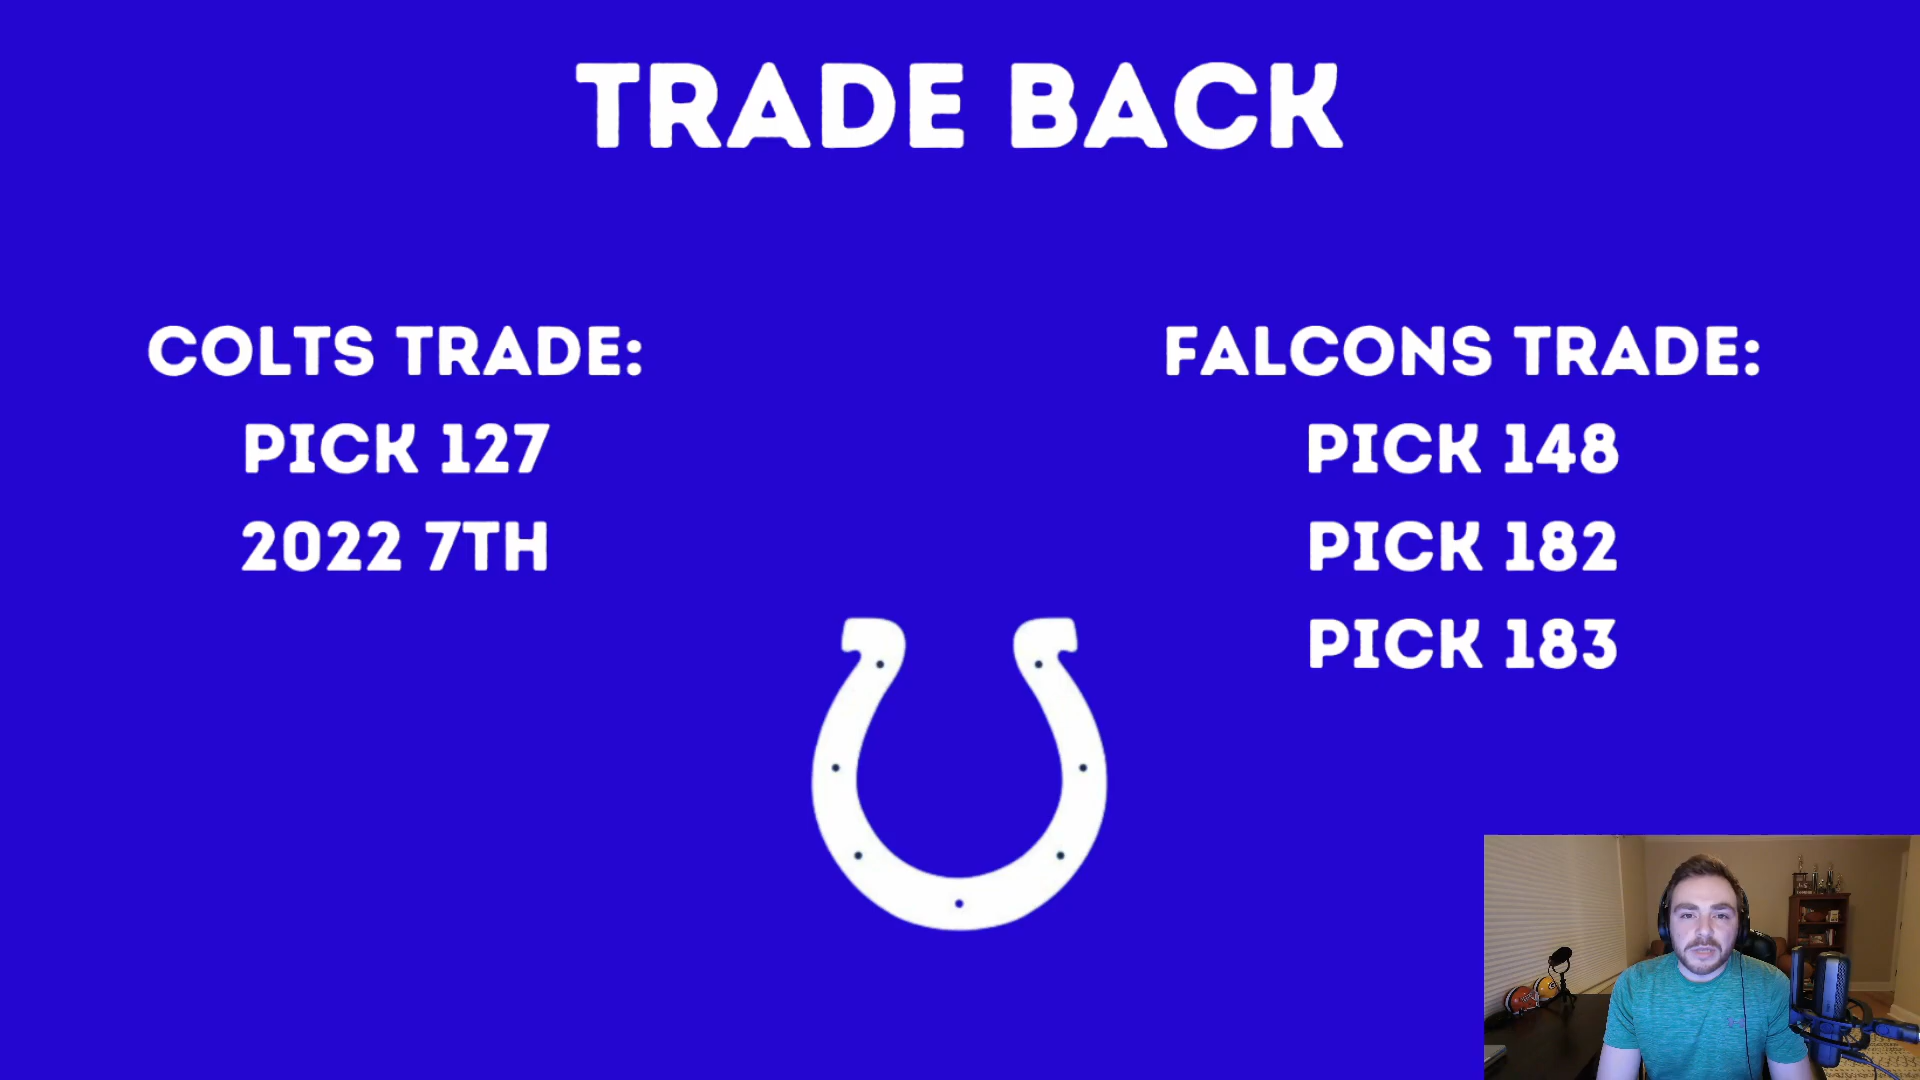 TRADE BACK
COLTS TRADE:
PICK 127
2022 7TH
FALCONS TRADE:
PICK 148
PICK 182
PICK 183